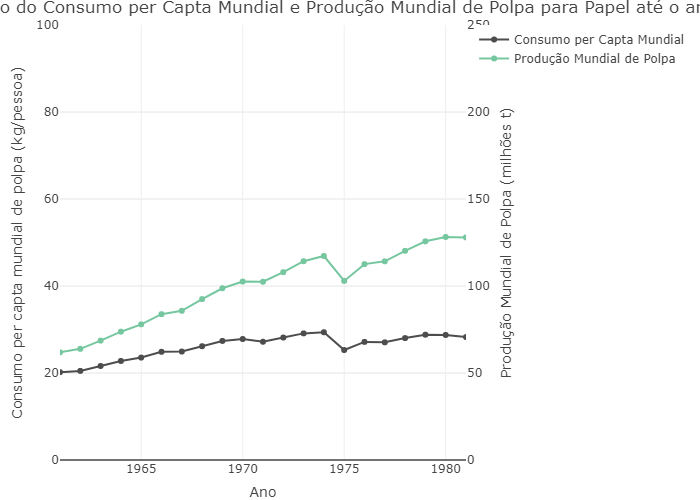 o do Consumo per Capta Mundial e Produção Mundial de Polpa para Papel até o an
Consumo per Capta Mundial
Produção Mundial de Polpa
Consumo per capta mundial de polpa (kg/pessoa)
100
80
60
40
20
0
250
200
150
100
50
0
Produção Mundial de Polpa (milhões t)
1965
1970
1975
1980
Ano